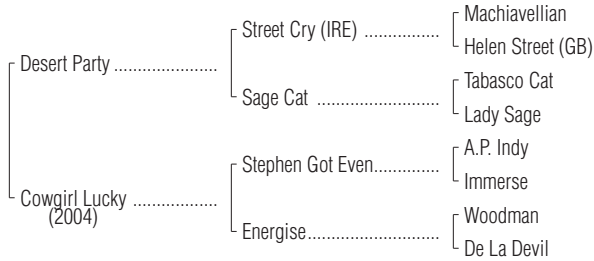 Machiavellian
Street Cry (IRE) ................
Helen Street (GB)
Desert Party ......................
Tabasco Cat
Sage Cat ..........................
Lady Sage
A.P. Indy
Stephen Got Even..............
Immerse
Cowgirl Lucky ..................
(2004)
Woodman
Energise............................
De La Devil